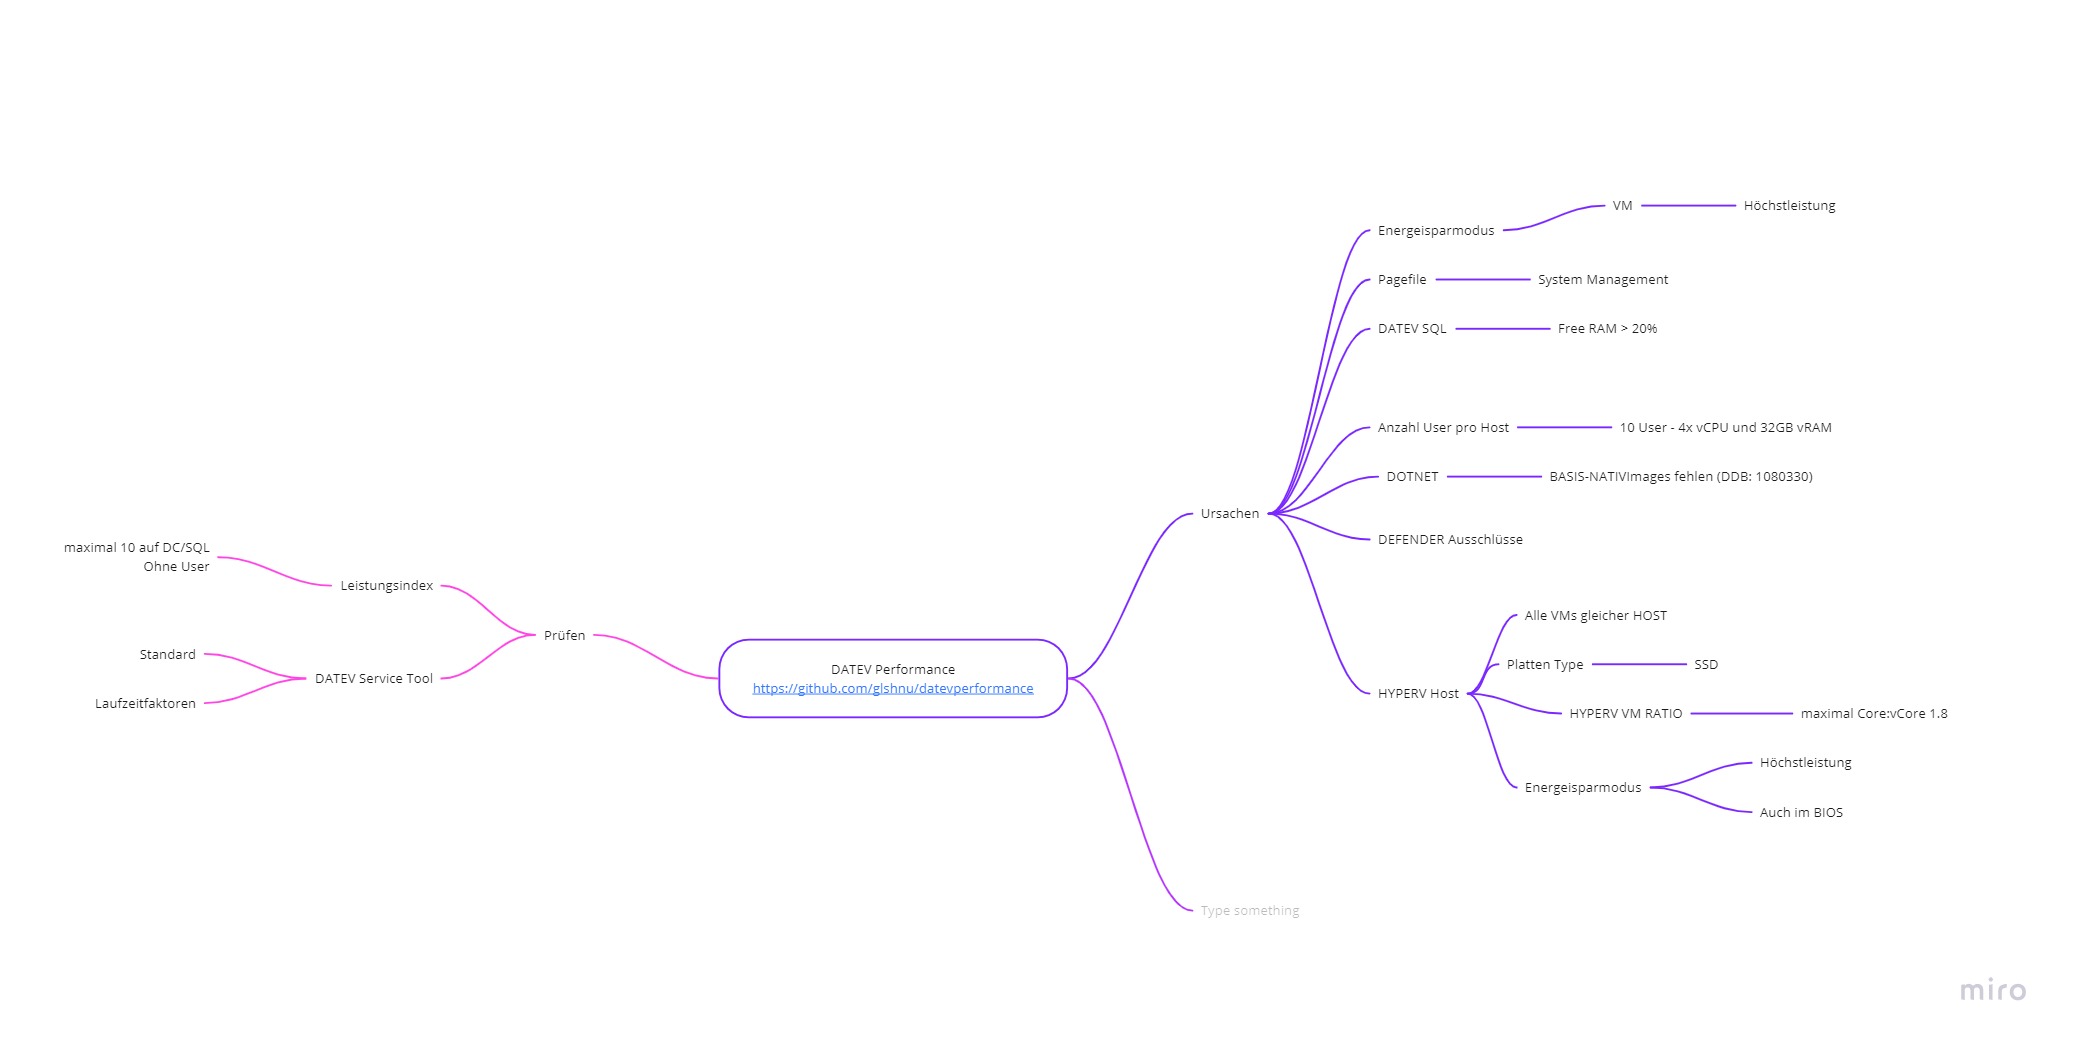 DATEV Performance
https://github.com/glshnu/datevperformance
Prüfen
Leistungsindex
maximal 10 auf DC/SQL
Ohne User
DATEV Service Tool
Standard
Laufzeitfaktoren
Ursachen
Energeisparmodus
VM
Höchstleistung
Pagefile
System Management
DATEV SQL
Free RAM > 20%
Anzahl User pro Host
10 User - 4x vCPU und 32GB vRAM
DOTNET
BASIS-NATIVImages fehlen (DDB: 1080330)
DEFENDER Ausschlüsse
HYPERV Host
Alle VMs gleicher HOST
Platten Type
SSD
HYPERV VM RATIO
maximal Core:vCore 1.8
Energeisparmodus
Höchstleistung
Auch im BIOS
Type something
miro